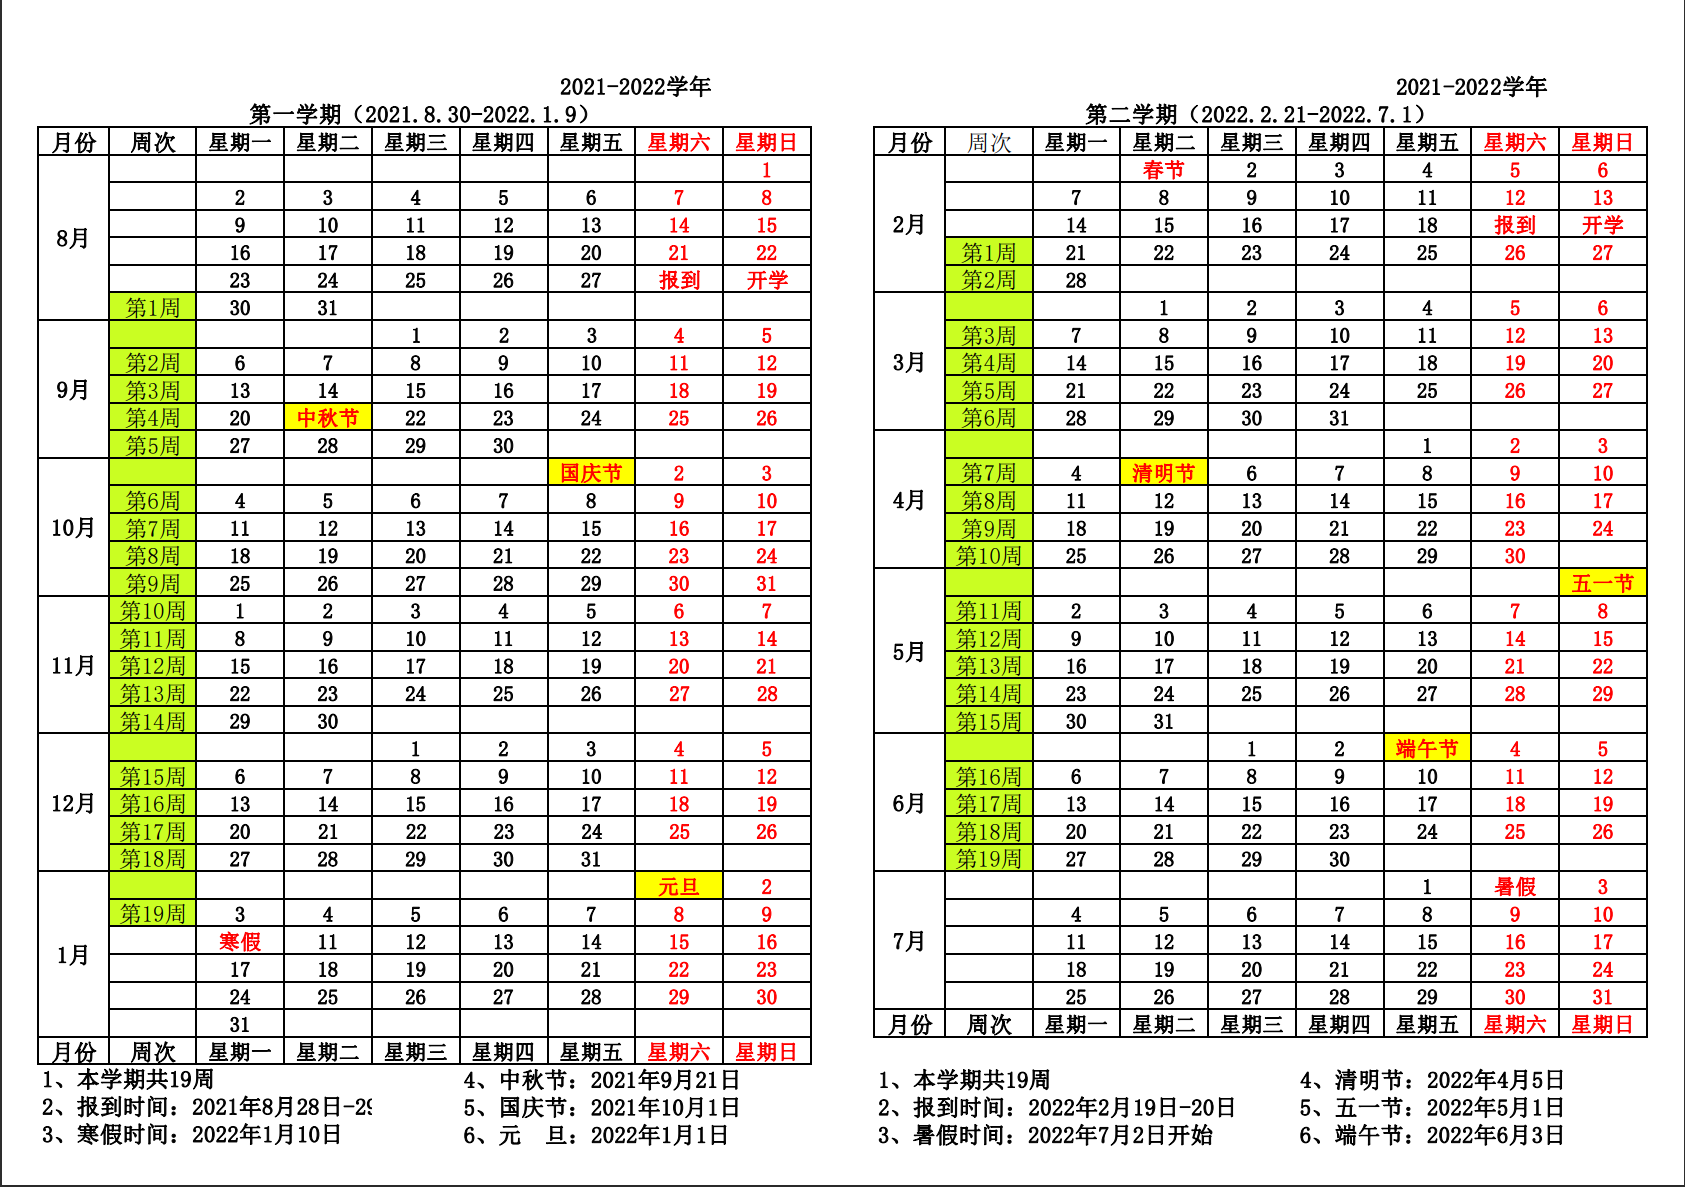 2021-2022学年
第一学期（2021.8.30-2022.1.9）
月份 周次 星期一 星期二 星期三 星期四 星期五 星期六 星期日
1
2 3 4 5 6 7 8
8月 9 10 11 12 13 14 15
16 17 18 19 20 21 22
23 24 25 26 27 报到 开学
第1周 30 31
1 2 3 4 5
第2周 6 7 8 9 10 11 12
9月 第3周 13 14 15 16 17 18 19
第4周 20 中秋节 22 23 24 25 26
第5周 27 28 29 30
国庆节 2 3
第6周 4 5 6 7 8 9 10
10月 第7周 11 12 13 14 15 16 17
第8周 18 19 20 21 22 23 24
第9周 25 26 27 28 29 30 31
第10周 1 2 3 4 5 6 7
第11周 8 9 10 11 12 13 14
11月 第12周 15 16 17 18 19 20 21
第13周 22 23 24 25 26 27 28
第14周 29 30
1 2 3 4 5
第15周 6 7 8 9 10 11 12
12月 第16周 13 14 15 16 17 18 19
第17周 20 21 22 23 24 25 26
第18周 27 28 29 30 31
元旦 2
第19周 3 4 5 6 7 8 9
1月 寒假 11 12 13 14 15 16
17 18 19 20 21 22 23
24 25 26 27 28 29 30
31
月份 周次 星期一 星期二 星期三 星期四 星期五 星期六 星期日
1、本学期共19周 4、中秋节：2021年9月21日
2、报到时间：2021年8月28日-29 5、国庆节：2021年10月1日
3、寒假时间：2022年1月10日 6、元　旦：2022年1月1日
2021-2022学年
第二学期（2022.2.21-2022.7.1）
月份 周次 星期一 星期二 星期三 星期四 星期五 星期六 星期日
春节 2 3 4 5 6
7 8 9 10 11 12 13
2月 14 15 16 17 18 报到 开学
第1周 21 22 23 24 25 26 27
第2周 28
1 2 3 4 5 6
第3周 7 8 9 10 11 12 13
3月 第4周 14 15 16 17 18 19 20
第5周 21 22 23 24 25 26 27
第6周 28 29 30 31
1 2 3
第7周 4 清明节 6 7 8 9 10
4月 第8周 11 12 13 14 15 16 17
第9周 18 19 20 21 22 23 24
第10周 25 26 27 28 29 30
五一节
第11周 2 3 4 5 6 7 8
第12周 9 10 11 12 13 14 15
5月 第13周 16 17 18 19 20 21 22
第14周 23 24 25 26 27 28 29
第15周 30 31
1 2 端午节 4 5
第16周 6 7 8 9 10 11 12
6月 第17周 13 14 15 16 17 18 19
第18周 20 21 22 23 24 25 26
第19周 27 28 29 30
1 暑假 3
4 5 6 7 8 9 10
7月 11 12 13 14 15 16 17
18 19 20 21 22 23 24
25 26 27 28 29 30 31
月份 周次 星期一 星期二 星期三 星期四 星期五 星期六 星期日
1、本学期共19周 4、清明节：2022年4月5日
2、报到时间：2022年2月19日-20日 5、五一节：2022年5月1日
3、暑假时间：2022年7月2日开始 6、端午节：2022年6月3日